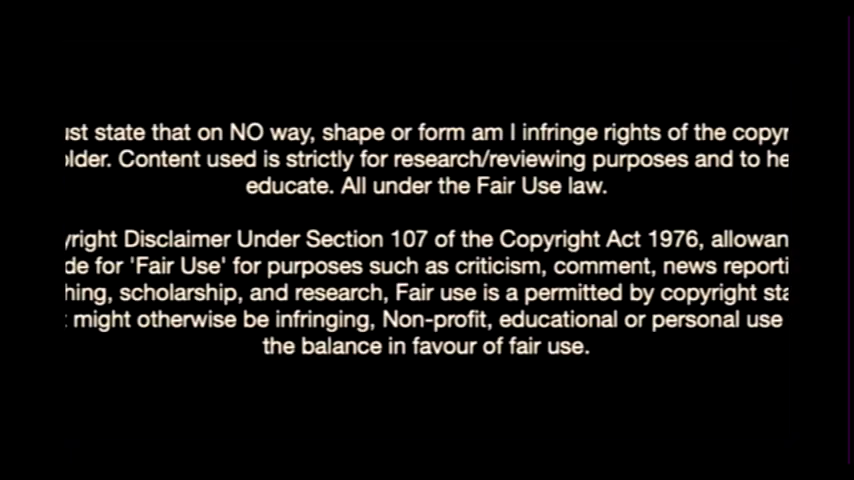 ust state that on NO way, shape or form am I infringe rights of the copyr
older. Content used is strictly for research/reviewing purposes and to he
educate. All under the Fair Use law.
yright Disclaimer Under Section 107 of the Copyright Act 1976, allowan
de for 'Fair Use' for purposes such as criticism, comment, news reporti
hing, scholarship, and research, Fair use is a permitted by copyright sta
might otherwise be infringing, Non-profit, educational or personal use
the balance in favour of fair use.